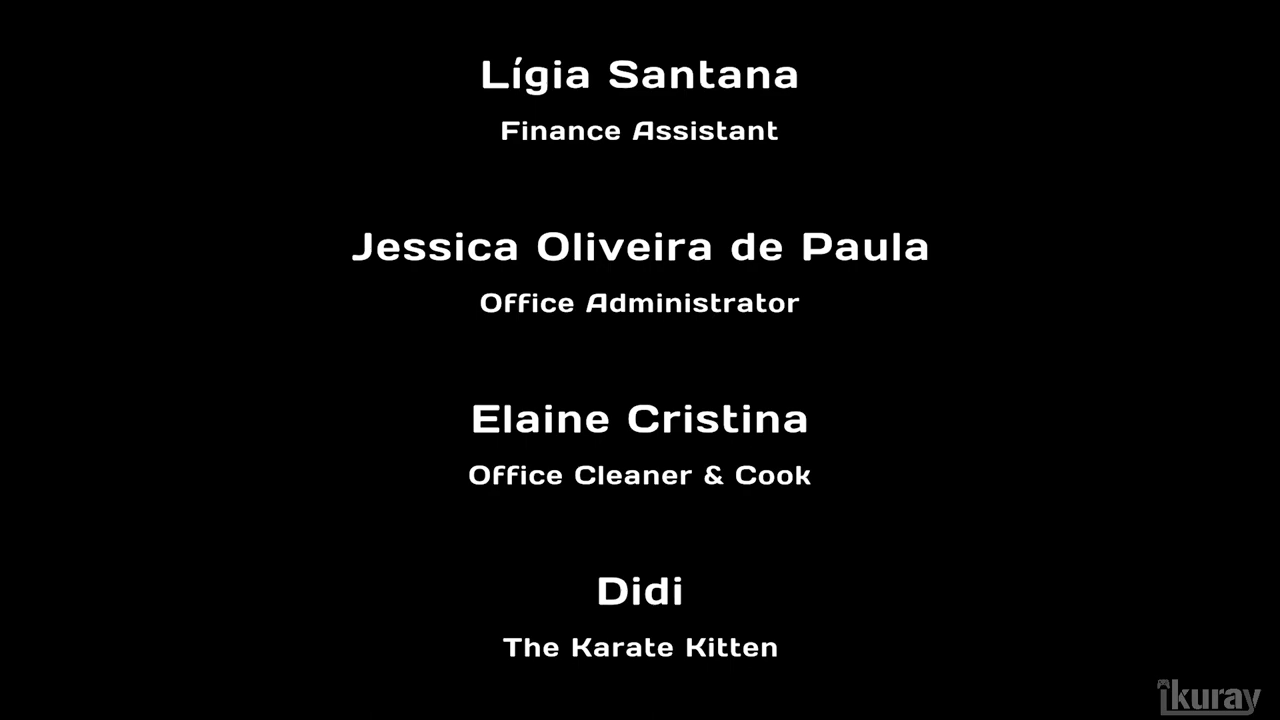 Lígia Santana
Finance Assistant
Jessica Oliveira de Paula
Office Administrator
Elaine Cristina
Office Cleaner & Cook
Didi
The Karate Kitten
ikuray